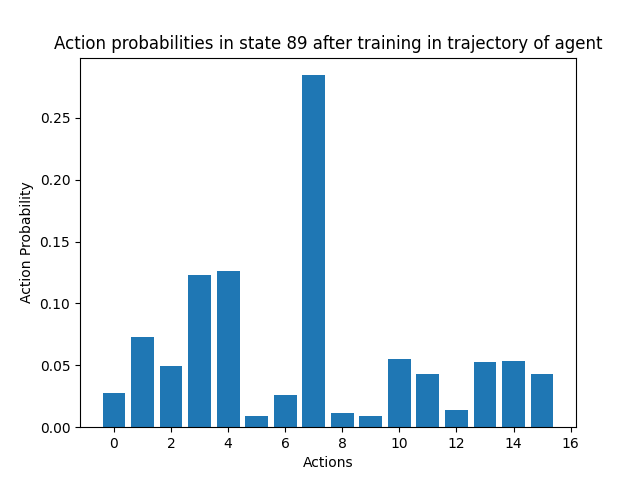 Action probabilities in state 89 after training in trajectory of agent
0.25
0.20
0.15
0.10
0.05
0.00
Action Probability
0 2 4 6 8 10 12 14 16
Actions